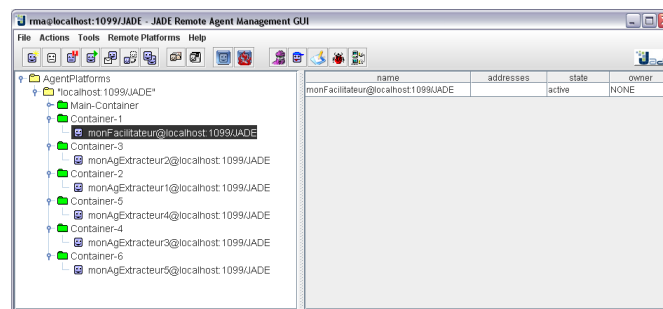 rma@localhost:1099/JADE - JADE Remote Agent Management GUI
File Actions Tools Remote Platforms Help
AgentPlatforms
"localhost:1099/JADE"
Main-Container
Container-1
monFacilitateur@localhost:1099/JADE
Container-3
monAgExtracteur2@localhost:1099/JADE
Container-2
monAgExtracteur1@localhost:1099/JADE
Container-5
monAgExtracteur4@localhost:1099/JADE
Container-4
monAgExtracteur3@localhost:1099/JADE
Container-6
monAgExtracteur5@localhost:1099/JADE
name addresses state owner
monFacilitateur@localhost:1099/JADE active NONE